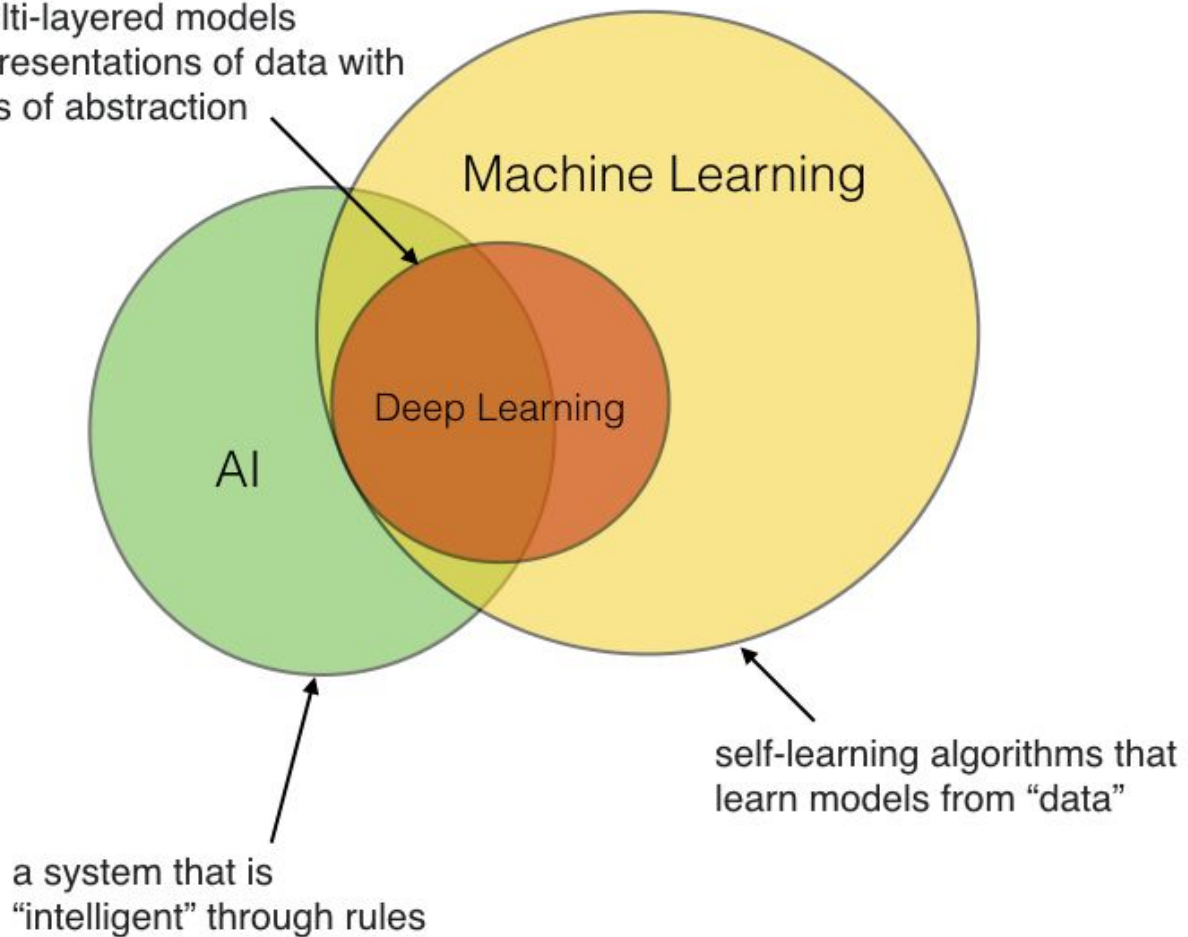 lti-layered models
resentations of data with
s of abstraction
Machine Learning
Deep Learning
AI
self-learning algorithms that
learn models from “data”
a system that is
“intelligent” through rules